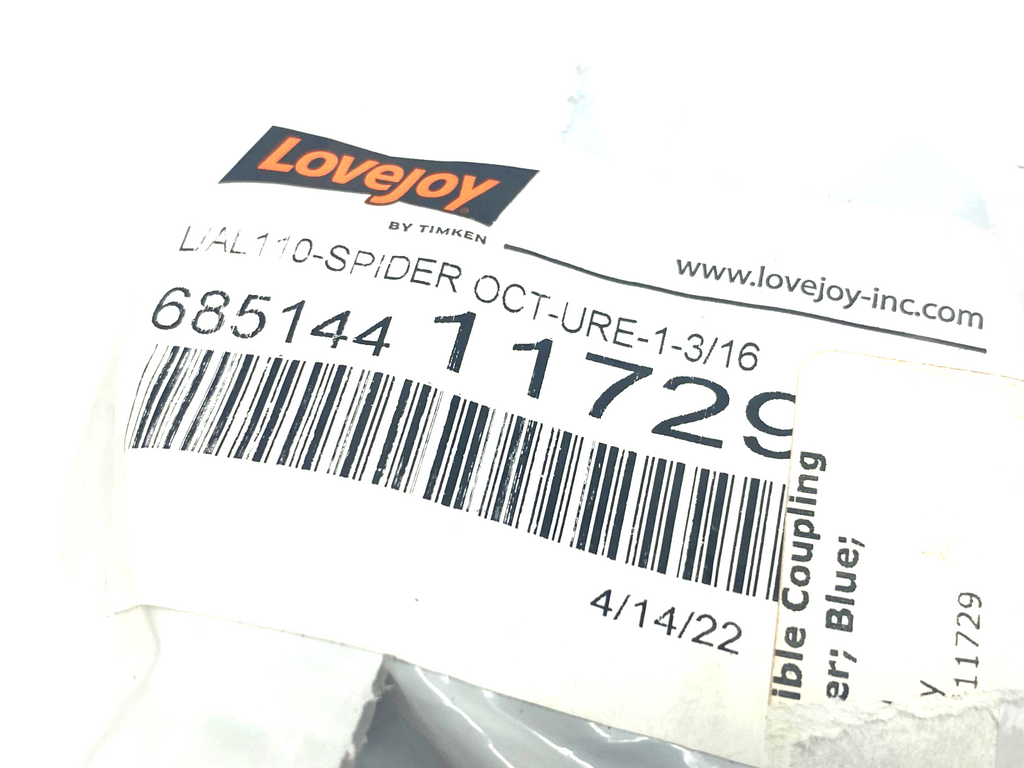 LOVEJOY
BY TIMKEN
www.lovejoy-inc.com
L/AL110-SPIDER OCT-URE-1-3/16
685144 11729
4/14/22
ible Coupling
er; Blue;
y
11729